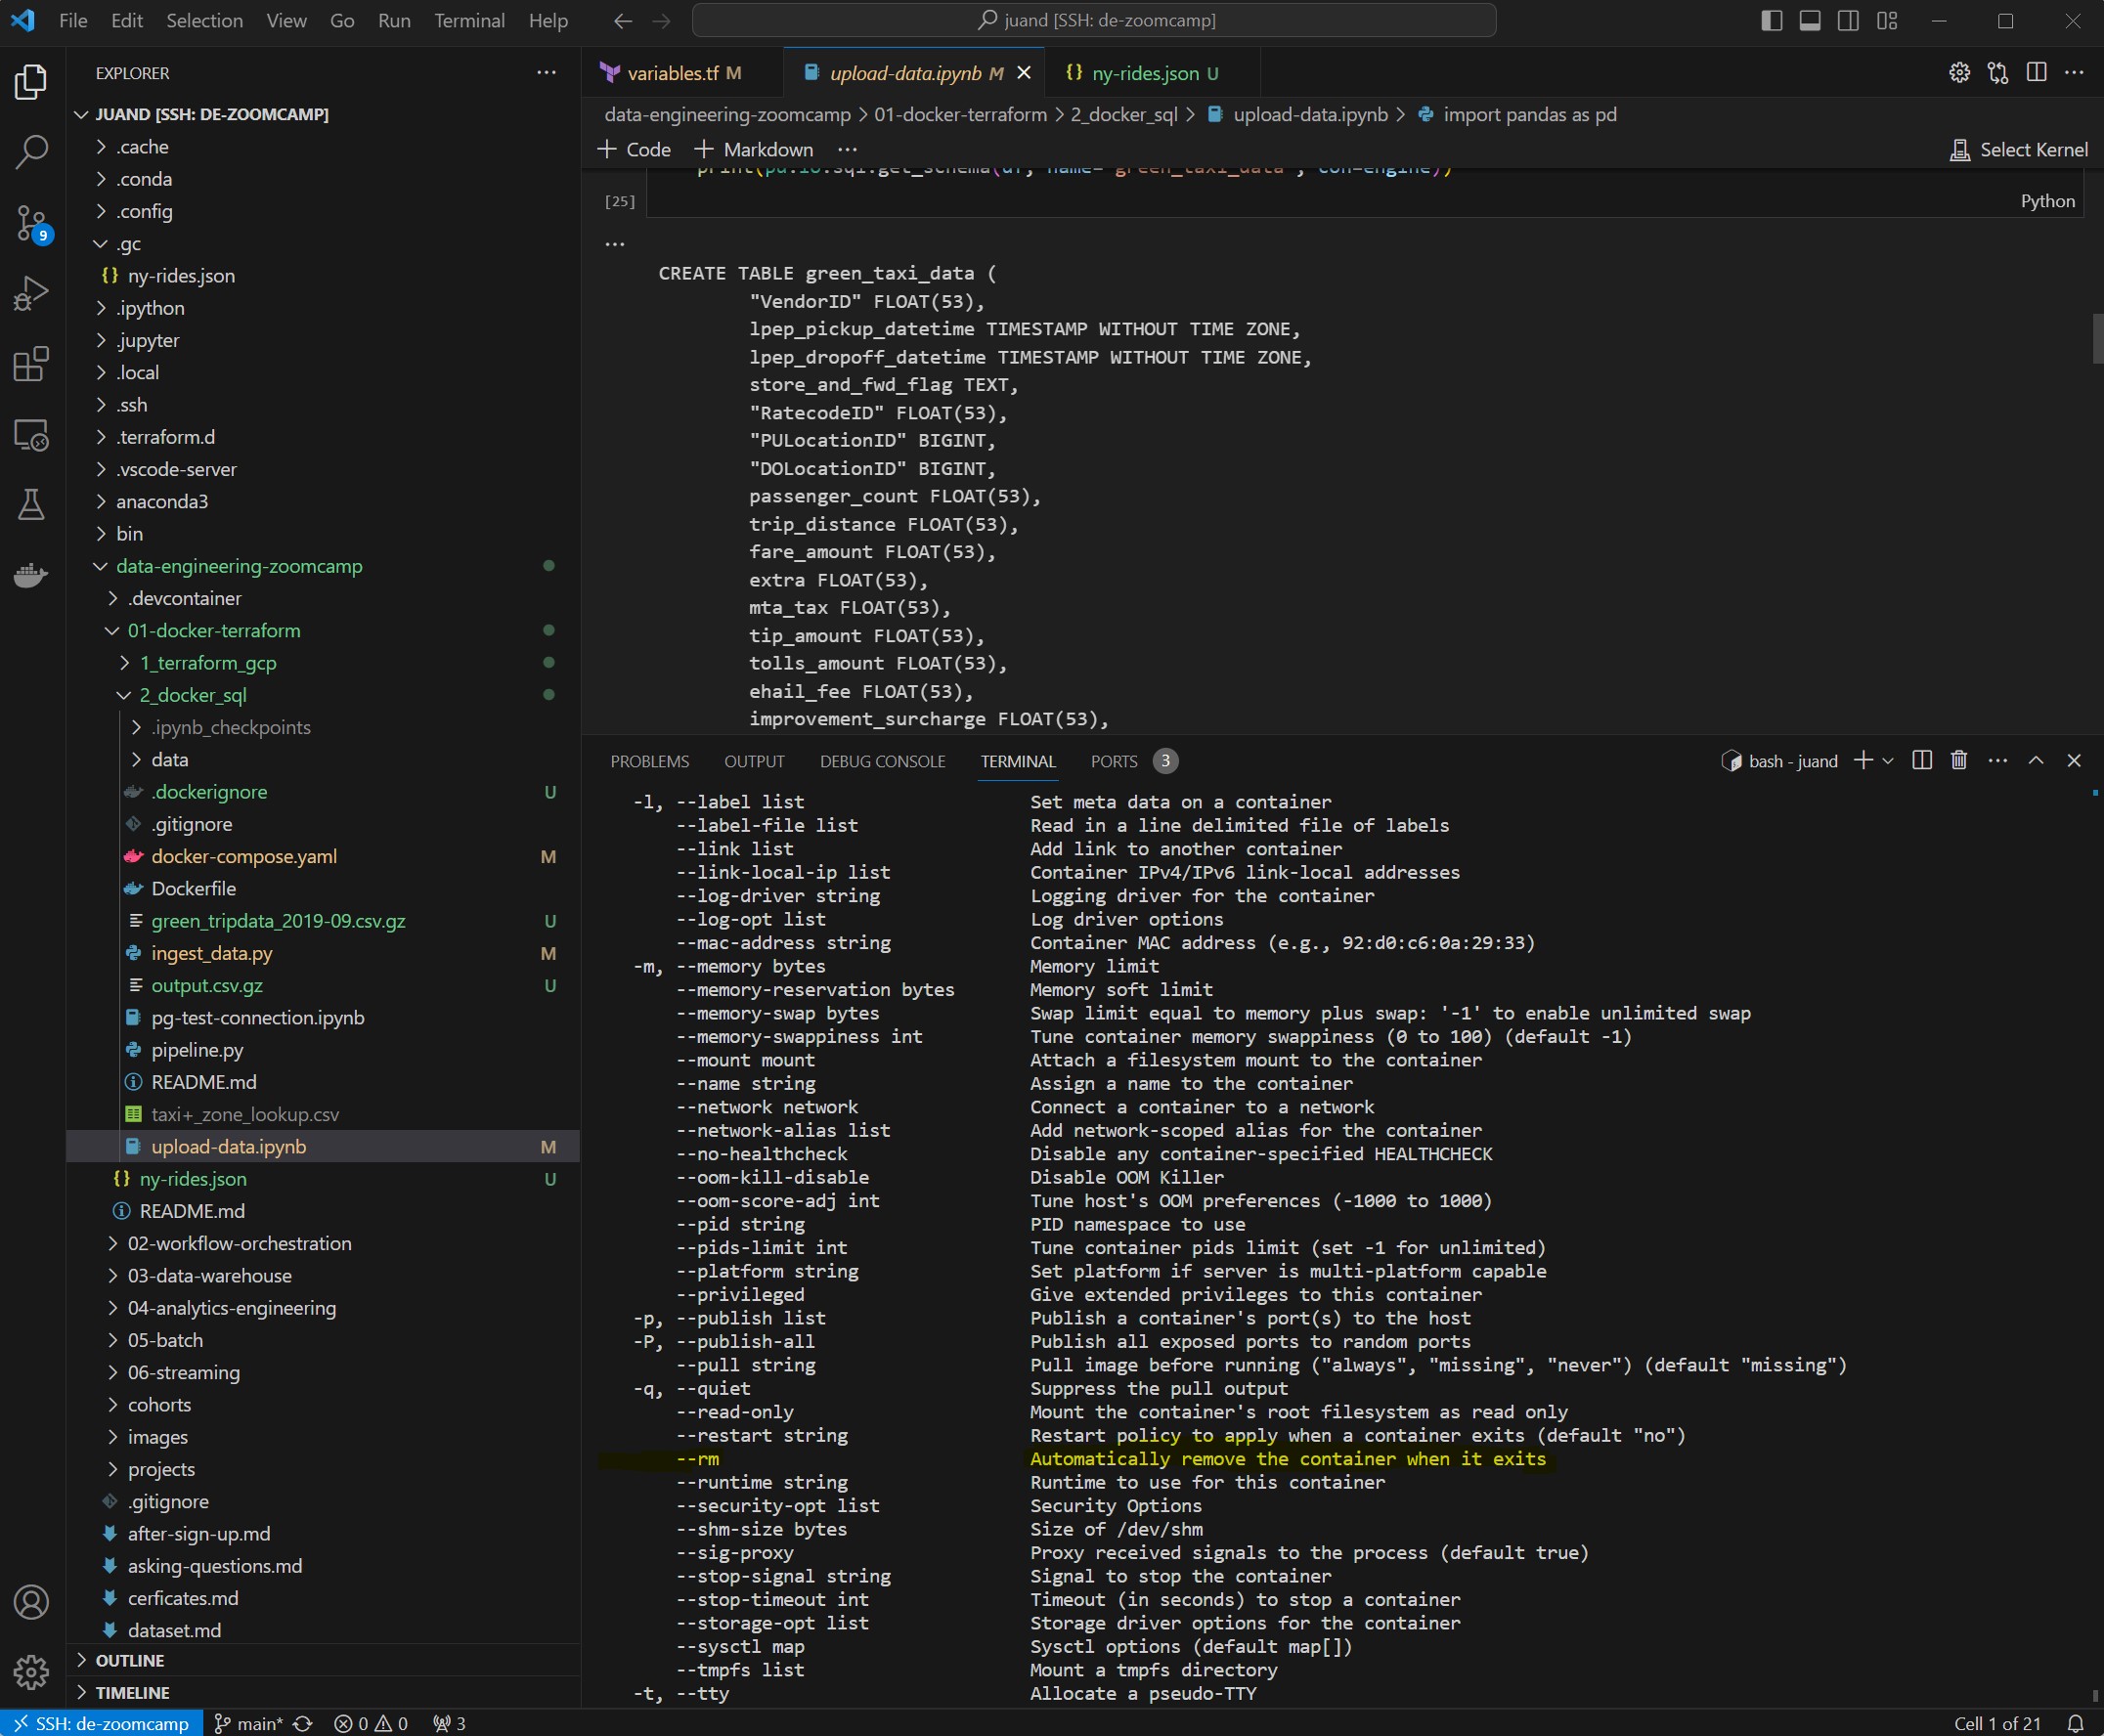 File Edit Selection View Go Run Terminal Help juand [SSH: de-zoomcamp]
EXPLORER
JUAND [SSH: DE-ZOOMCAMP]
.cache
.conda
.config
.gc
ny-rides.json
.ipython
.jupyter
.local
.ssh
.terraform.d
.vscode-server
anaconda3
bin
data-engineering-zoomcamp
.devcontainer
01-docker-terraform
1_terraform_gcp
2_docker_sql
.ipynb_checkpoints
data
.dockerignore U
.gitignore
docker-compose.yaml M
Dockerfile
green_tripdata_2019-09.csv.gz U
ingest_data.py M
output.csv.gz U
pg-test-connection.ipynb
pipeline.py
README.md
taxi+_zone_lookup.csv
upload-data.ipynb M
ny-rides.json U
README.md
02-workflow-orchestration
03-data-warehouse
04-analytics-engineering
05-batch
06-streaming
cohorts
images
projects
.gitignore
after-sign-up.md
asking-questions.md
cerficates.md
dataset.md
OUTLINE
TIMELINE
9
variables.tf M upload-data.ipynb M ny-rides.json U
data-engineering-zoomcamp > 01-docker-terraform > 2_docker_sql > upload-data.ipynb > import pandas as pd
+ Code + Markdown ... Select Kernel
print(pd.io.sql.get_schema(df, name='green_taxi_data', con=engine))
[25] Python
...
CREATE TABLE green_taxi_data (
"VendorID" FLOAT(53),
lpep_pickup_datetime TIMESTAMP WITHOUT TIME ZONE,
lpep_dropoff_datetime TIMESTAMP WITHOUT TIME ZONE,
store_and_fwd_flag TEXT,
"RatecodeID" FLOAT(53),
"PULocationID" BIGINT,
"DOLocationID" BIGINT,
passenger_count FLOAT(53),
trip_distance FLOAT(53),
fare_amount FLOAT(53),
extra FLOAT(53),
mta_tax FLOAT(53),
tip_amount FLOAT(53),
tolls_amount FLOAT(53),
ehail_fee FLOAT(53),
improvement_surcharge FLOAT(53),
PROBLEMS OUTPUT DEBUG CONSOLE TERMINAL PORTS 3 bash - juand
-l, --label list Set meta data on a container
--label-file list Read in a line delimited file of labels
--link list Add link to another container
--link-local-ip list Container IPv4/IPv6 link-local addresses
--log-driver string Logging driver for the container
--log-opt list Log driver options
--mac-address string Container MAC address (e.g., 92:d0:c6:0a:29:33)
-m, --memory bytes Memory limit
--memory-reservation bytes Memory soft limit
--memory-swap bytes Swap limit equal to memory plus swap: '-1' to enable unlimited swap
--memory-swappiness int Tune container memory swappiness (0 to 100) (default -1)
--mount mount Attach a filesystem mount to the container
--name string Assign a name to the container
--network network Connect a container to a network
--network-alias list Add network-scoped alias for the container
--no-healthcheck Disable any container-specified HEALTHCHECK
--oom-kill-disable Disable OOM Killer
--oom-score-adj int Tune host's OOM preferences (-1000 to 1000)
--pid string PID namespace to use
--pids-limit int Tune container pids limit (set -1 for unlimited)
--platform string Set platform if server is multi-platform capable
--privileged Give extended privileges to this container
-p, --publish list Publish a container's port(s) to the host
-P, --publish-all Publish all exposed ports to random ports
--pull string Pull image before running ("always", "missing", "never") (default "missing")
-q, --quiet Suppress the pull output
--read-only Mount the container's root filesystem as read only
--restart string Restart policy to apply when a container exits (default "no")
--rm Automatically remove the container when it exits
--runtime string Runtime to use for this container
--security-opt list Security Options
--shm-size bytes Size of /dev/shm
--sig-proxy Proxy received signals to the process (default true)
--stop-signal string Signal to stop the container
--stop-timeout int Timeout (in seconds) to stop a container
--storage-opt list Storage driver options for the container
--sysctl map Sysctl options (default map[])
--tmpfs list Mount a tmpfs directory
-t, --tty Allocate a pseudo-TTY
SSH: de-zoomcamp main* 0 0 3 Cell 1 of 21